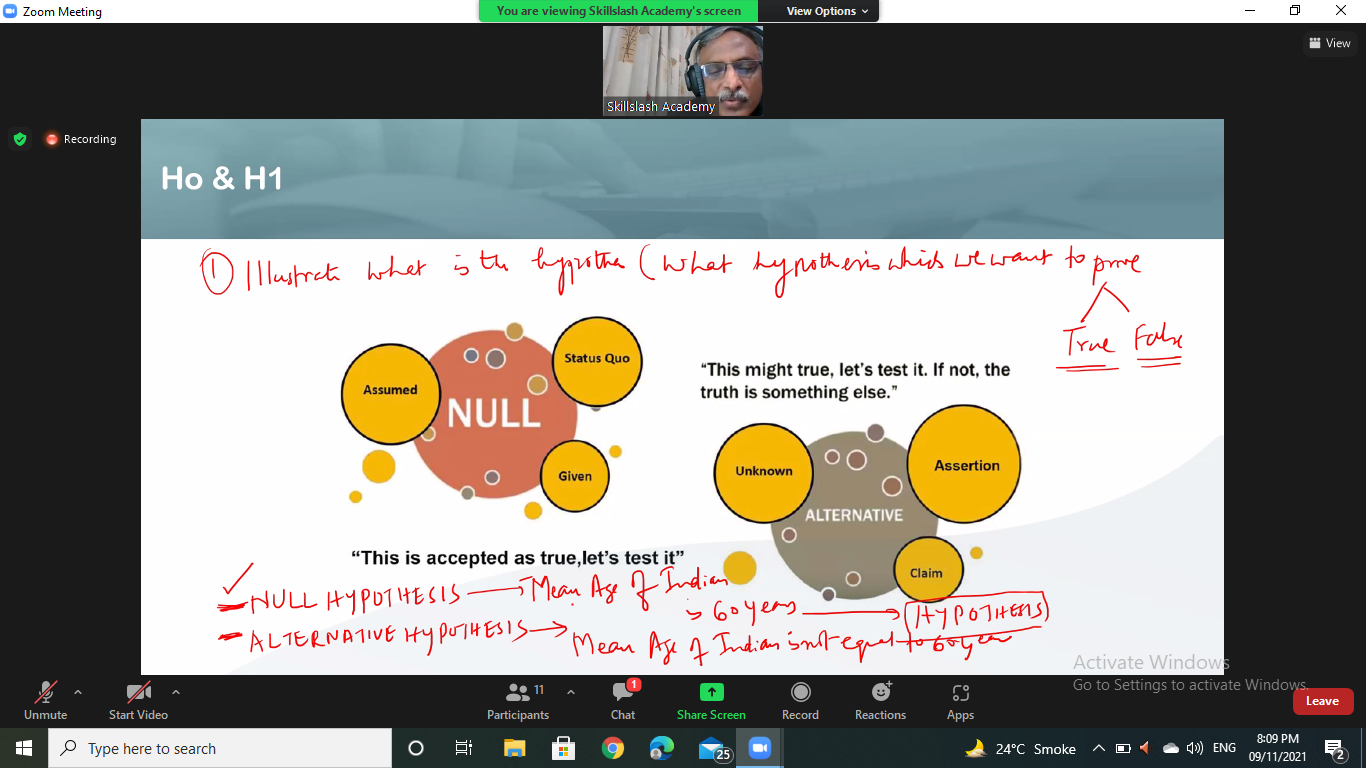 Zoom Meeting
You are viewing Skillslash Academy's screen
View Options
View
Skillslash Academy
Recording
Ho & H1
① Illustrate what is the hypothes (what hypothesis which we want to prove
True False
Assumed
Status Quo
NULL
Given
"This might true, let's test it. If not, the
truth is something else."
Unknown
Assertion
ALTERNATIVE
Claim
"This is accepted as true,let's test it"
NULL HYPOTHESIS → Mean Age of Indian
is 60 years → HYPOTHESIS
ALTERNATIVE HYPOTHESIS → Mean Age of Indian is not equal to 60 year
Activate Windows
Go to Settings to activate Windows.
Unmute
Start Video
11
Participants
1
Chat
Share Screen
Record
Reactions
Apps
Leave
Type here to search
25
24°C Smoke
ENG
8:09 PM
09/11/2021
2